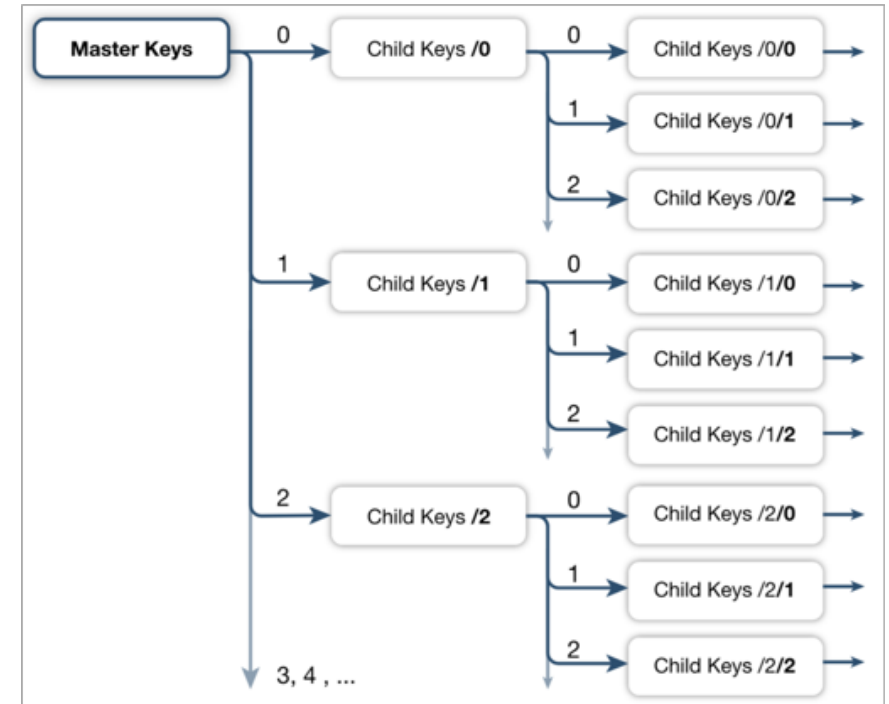 Master Keys
0
Child Keys /0
0
Child Keys /0/0
1
Child Keys /0/1
2
Child Keys /0/2
1
Child Keys /1
0
Child Keys /1/0
1
Child Keys /1/1
2
Child Keys /1/2
2
Child Keys /2
0
Child Keys /2/0
1
Child Keys /2/1
2
Child Keys /2/2
3, 4 , ...